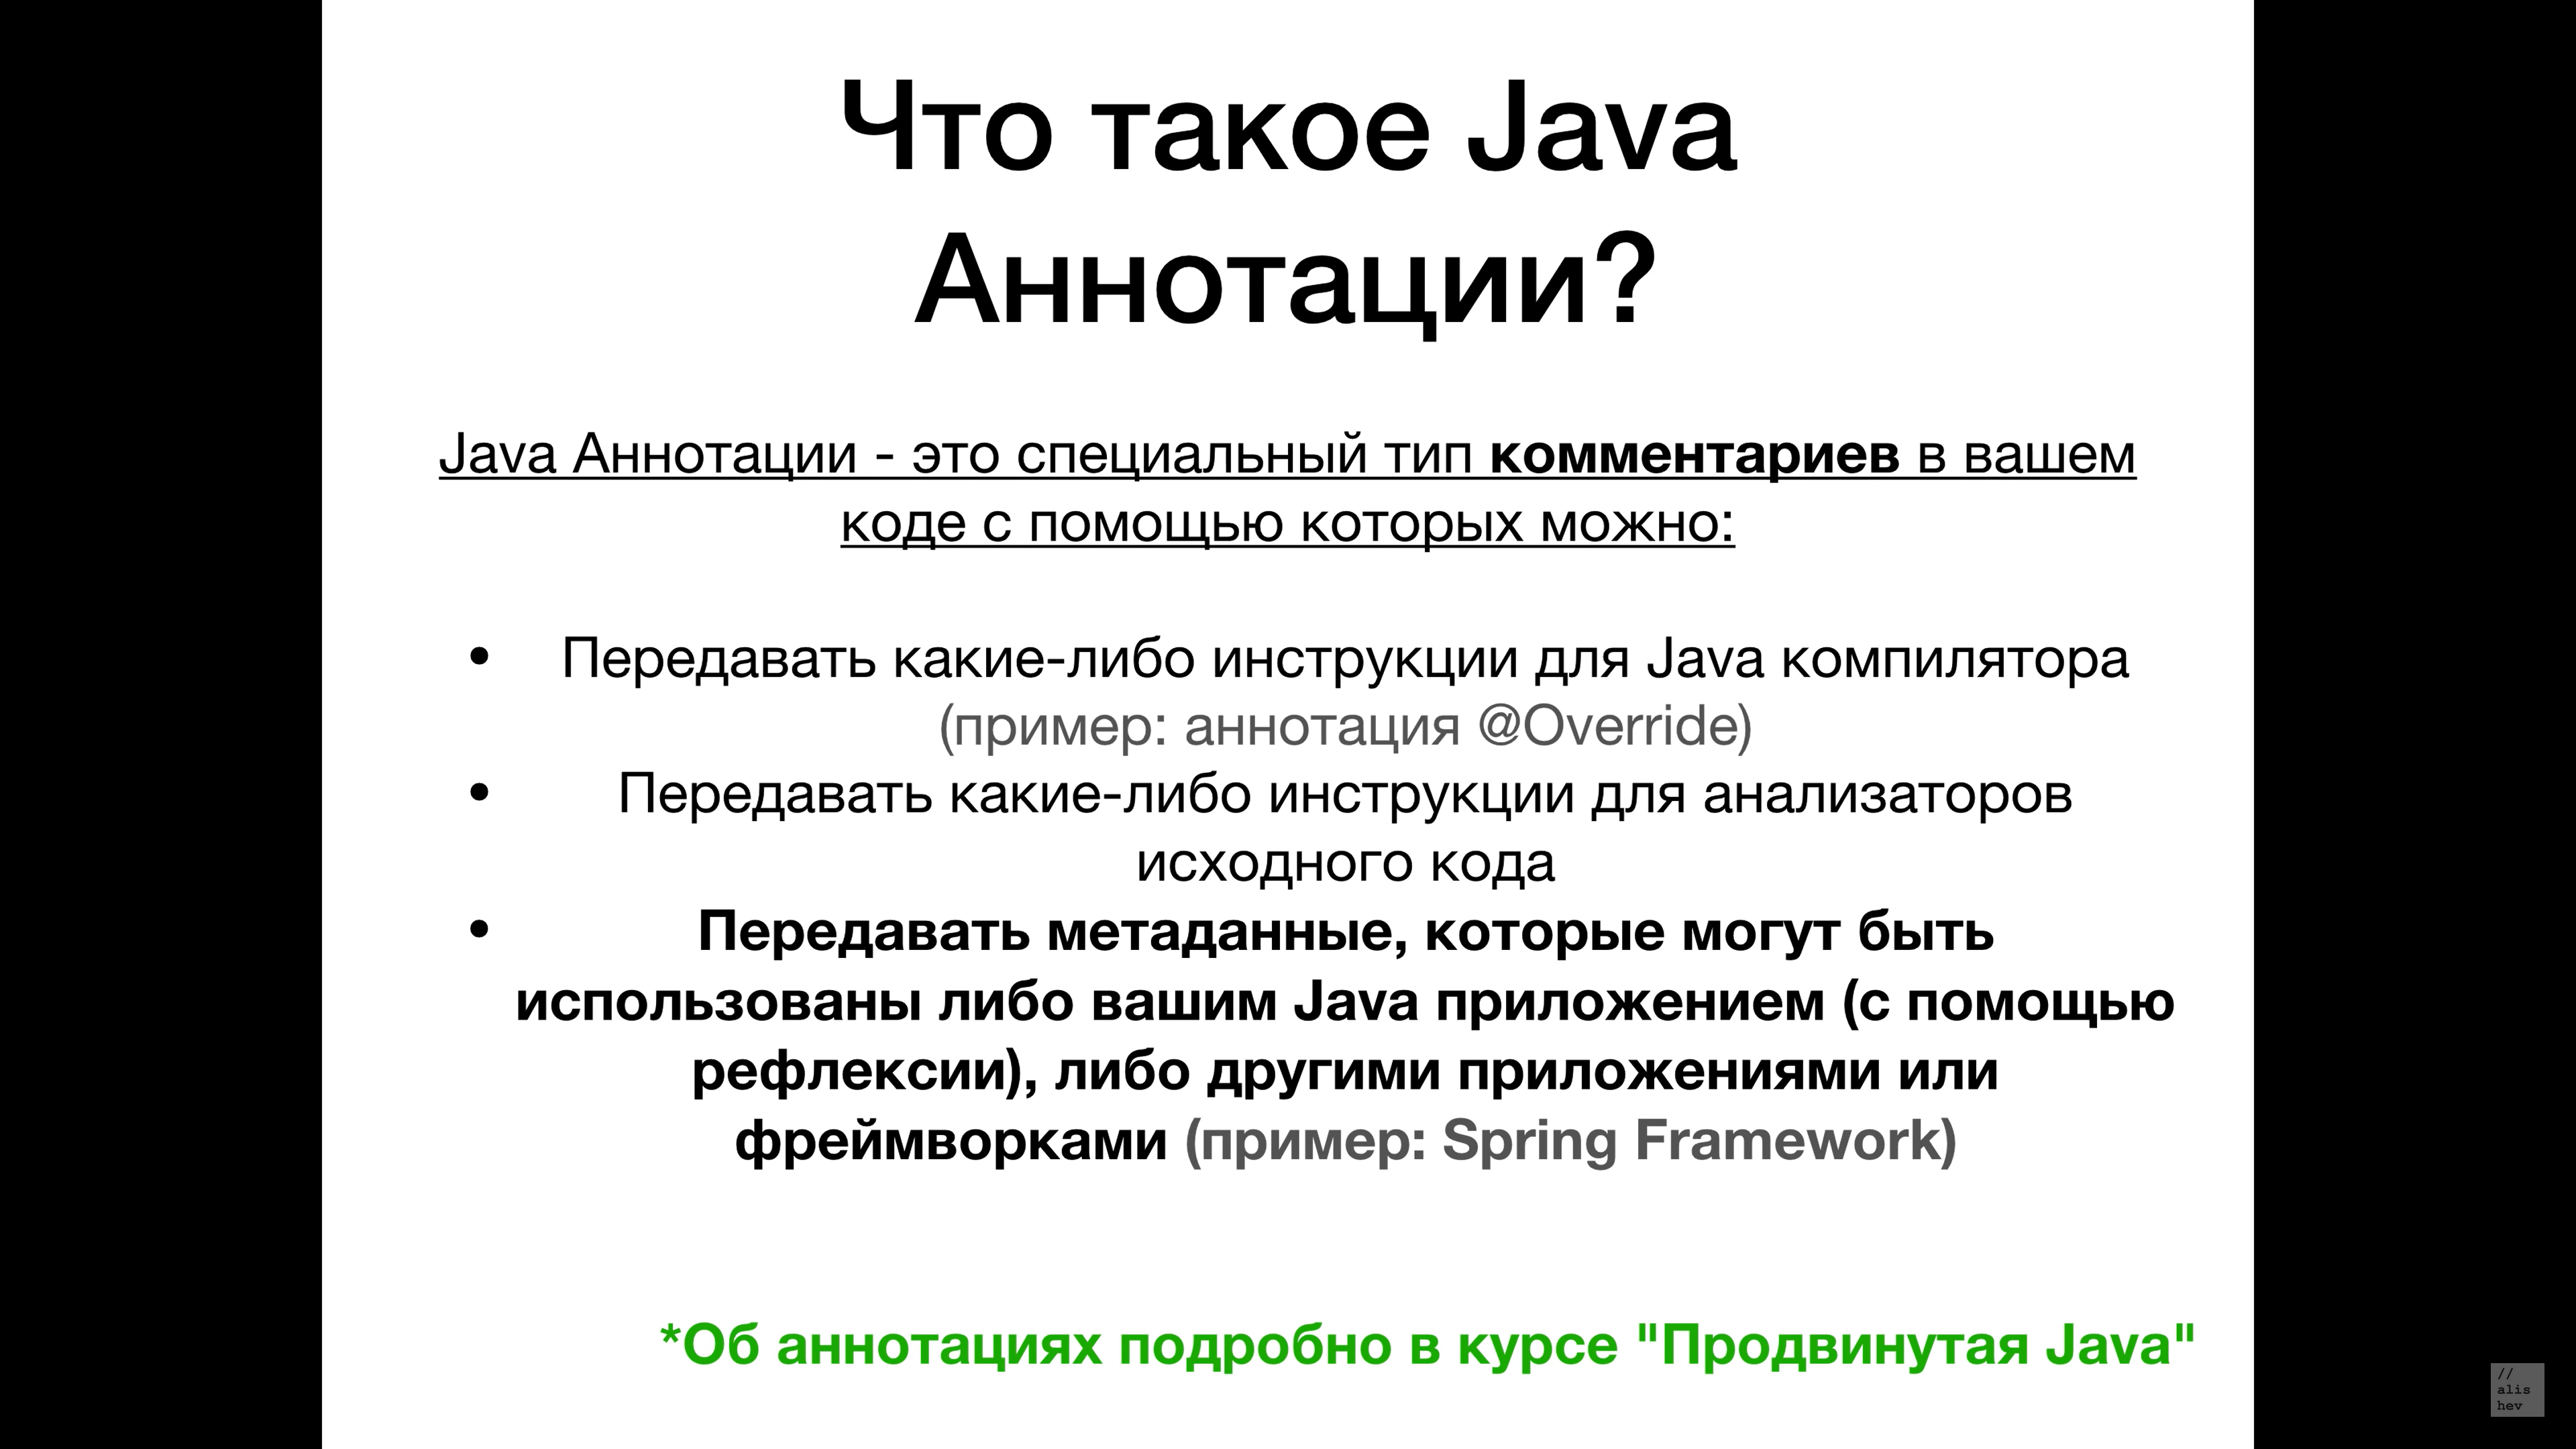 Что такое Java
Аннотации?
Java Аннотации - это специальный тип комментариев в вашем
коде с помощью которых можно:
• Передавать какие-либо инструкции для Java компилятора
(пример: аннотация @Override)
• Передавать какие-либо инструкции для анализаторов
исходного кода
• Передавать метаданные, которые могут быть
использованы либо вашим Java приложением (с помощью
рефлексии), либо другими приложениями или
фреймворками (пример: Spring Framework)
*Об аннотациях подробно в курсе "Продвинутая Java"
//
alis
hev